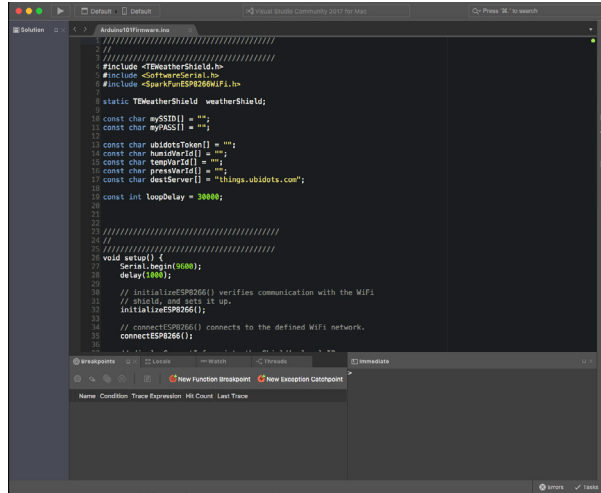 Default
Default
Visual Studio Community 2017 for Mac
Press '⌘.' to search
Solution
Arduino101Firmware.ino
1 ///////////////////////////////////////////
2 //
3 ///////////////////////////////////////////
4 #include <TEWeatherShield.h>
5 #include <SoftwareSerial.h>
6 #include <SparkFunESP8266WiFi.h>
7
8 static TEWeatherShield  weatherShield;
9
10 const char mySSID[] = "";
11 const char myPASS[] = "";
12
13 const char ubidotsToken[] = "";
14 const char humidVarId[] = "";
15 const char tempVarId[] = "";
16 const char pressVarId[] = "";
17 const char destServer[] = "things.ubidots.com";
18
19 const int loopDelay = 30000;
20
21
22
23 ////////////////////////////////////////////
24 //
25 ///////////////////////////////////////////
26 void setup() {
27     Serial.begin(9600);
28     delay(1000);
29
30     // initializeESP8266() verifies communication with the WiFi
31     // shield, and sets it up.
32     initializeESP8266();
33
34     // connectESP8266() connects to the defined WiFi network.
35     connectESP8266();
36
Breakpoints
Locals
Watch
Threads
Immediate
New Function Breakpoint
New Exception Catchpoint
>
Name Condition Trace Expression Hit Count Last Trace
Errors
Tasks